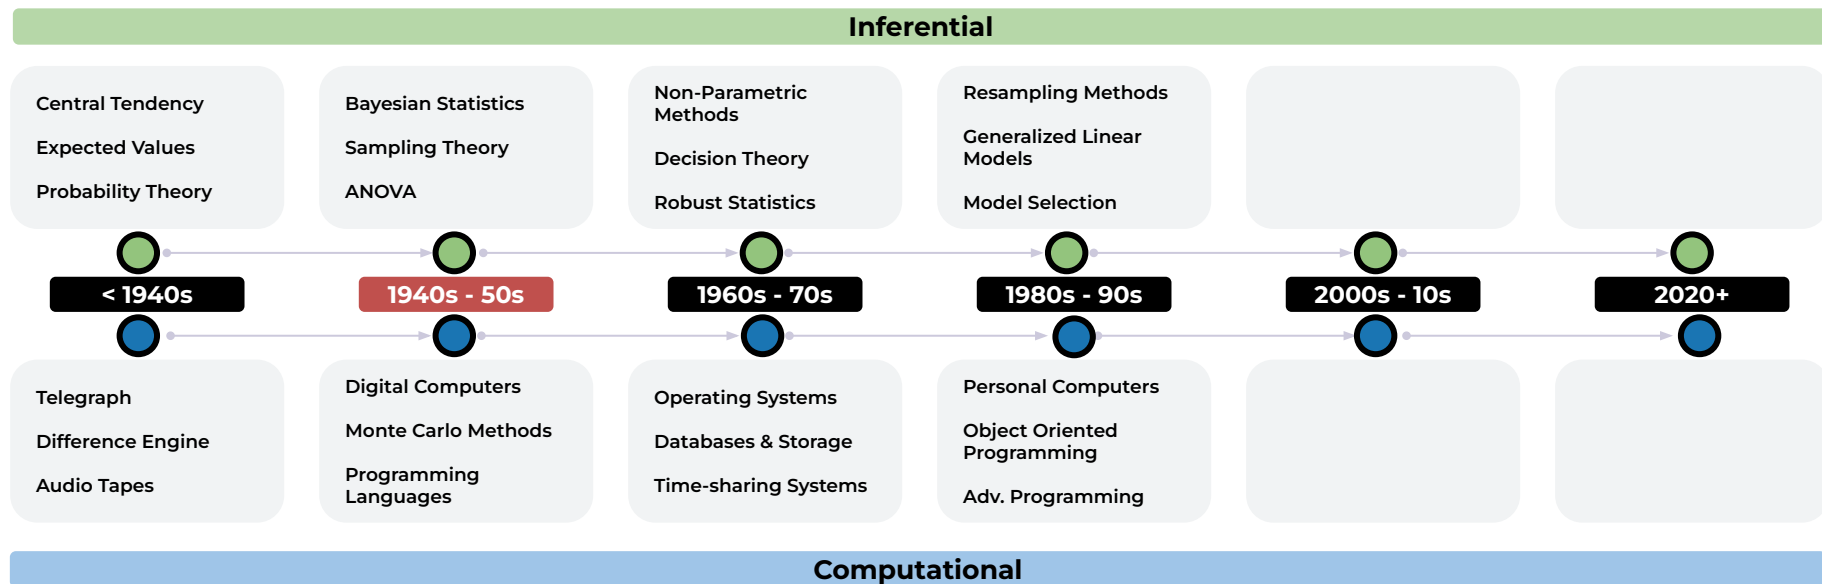 Inferential
Central Tendency
Expected Values
Probability Theory
Bayesian Statistics
Sampling Theory
ANOVA
Non-Parametric
Methods
Decision Theory
Robust Statistics
Resampling Methods
Generalized Linear
Models
Model Selection
< 1940s
1940s - 50s
1960s - 70s
1980s - 90s
2000s - 10s
2020+
Telegraph
Difference Engine
Audio Tapes
Digital Computers
Monte Carlo Methods
Programming
Languages
Operating Systems
Databases & Storage
Time-sharing Systems
Personal Computers
Object Oriented
Programming
Adv. Programming
Computational